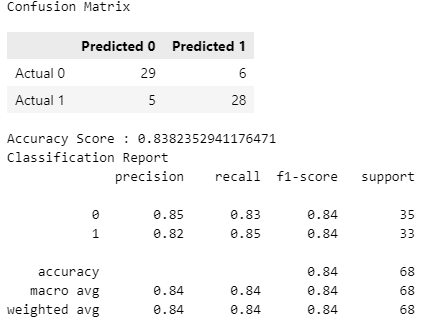 Confusion Matrix
Predicted 0 Predicted 1
Actual 0 29 6
Actual 1 5 28
Accuracy Score : 0.8382352941176471
Classification Report
precision recall f1-score support
0 0.85 0.83 0.84 35
1 0.82 0.85 0.84 33
accuracy 0.84 68
macro avg 0.84 0.84 0.84 68
weighted avg 0.84 0.84 0.84 68